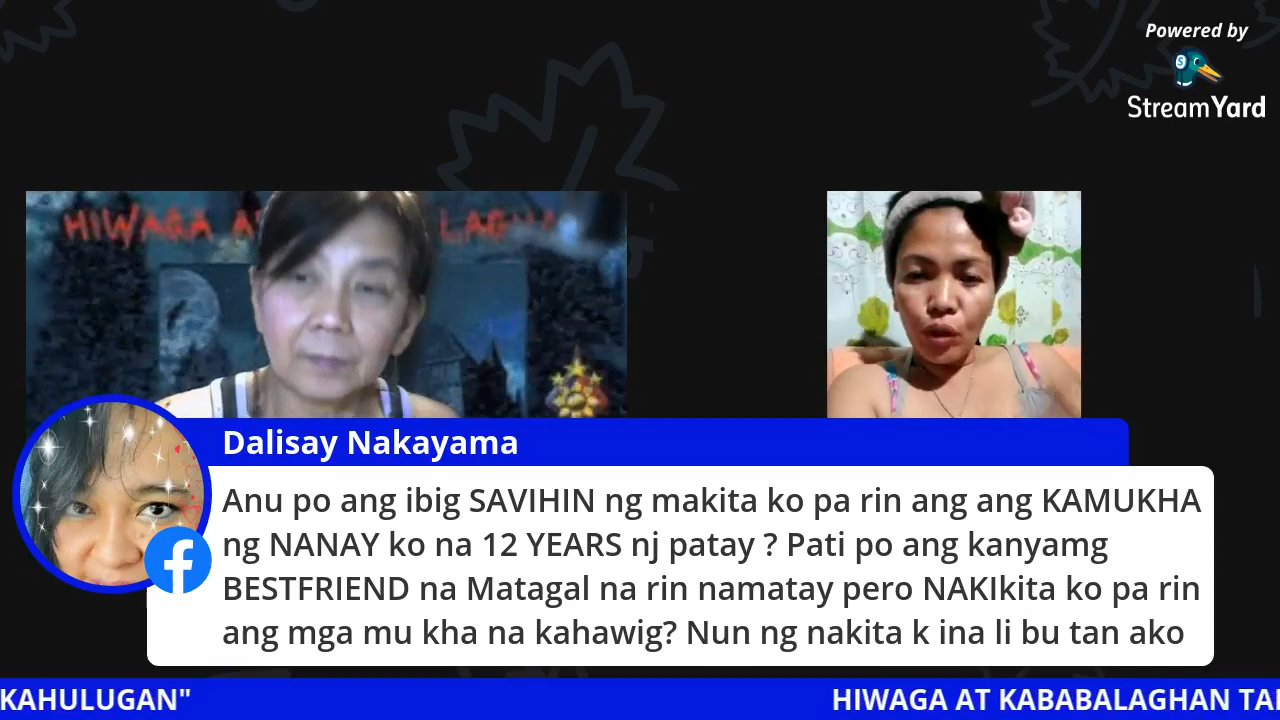 Powered by
StreamYard
HIWAGA
Dalisay Nakayama
Anu po ang ibig SAVIHIN ng makita ko pa rin ang ang KAMUKHA
ng NANAY ko na 12 YEARS nj patay ? Pati po ang kanyamg
BESTFRIEND na Matagal na rin namatay pero NAKIkita ko pa rin
ang mga mu kha na kahawig? Nun ng nakita k ina li bu tan ako
KAHULUGAN" HIWAGA AT KABABALAGHAN TA